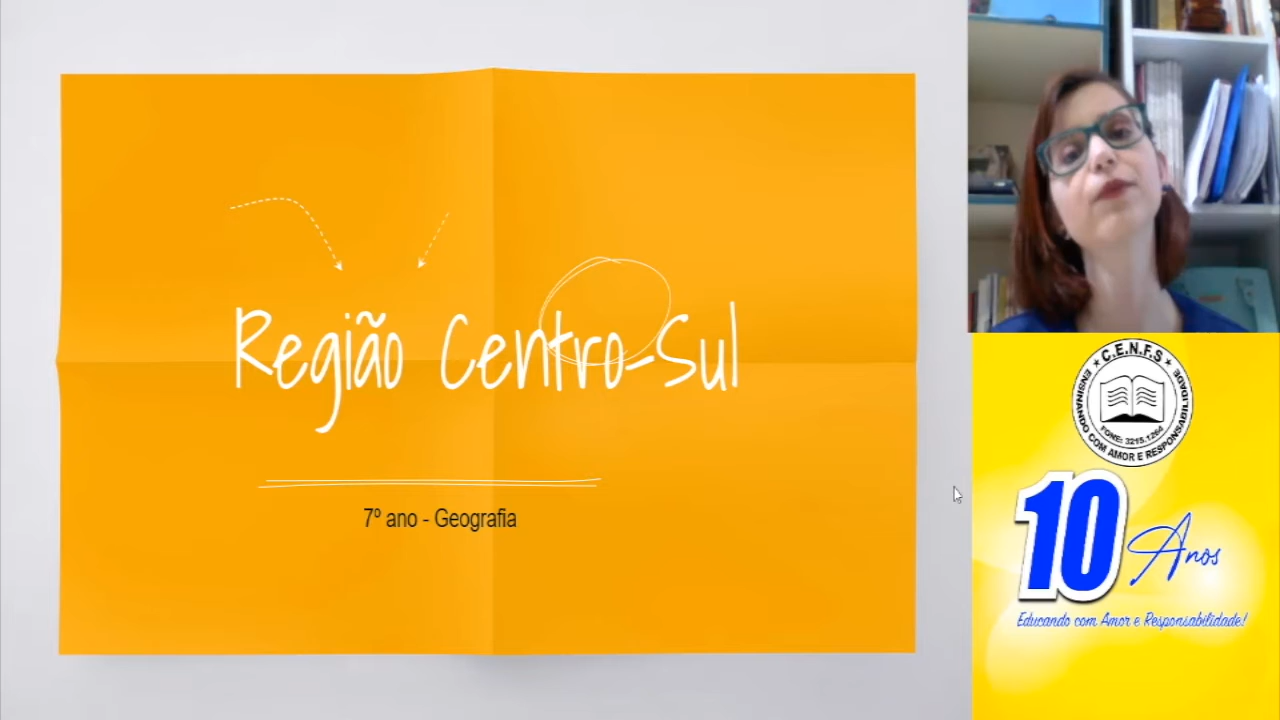 Região Centro-Sul
7º ano - Geografia
★ C.E.N.F.S ★
ENSINANDO COM AMOR E RESPONSABILIDADE
FONE: 3215.1264
10 Anos
Educando com Amor e Responsabilidade!